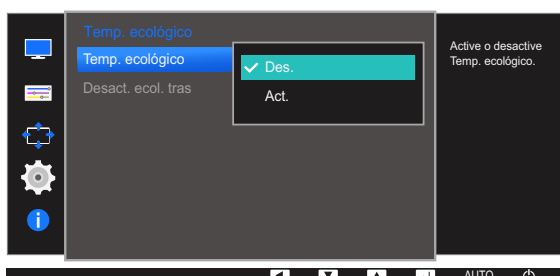 Temp. ecológico
Temp. ecológico
Desact. ecol. tras
Des.
Act.
Active o desactive
Temp. ecológico.
AUTO